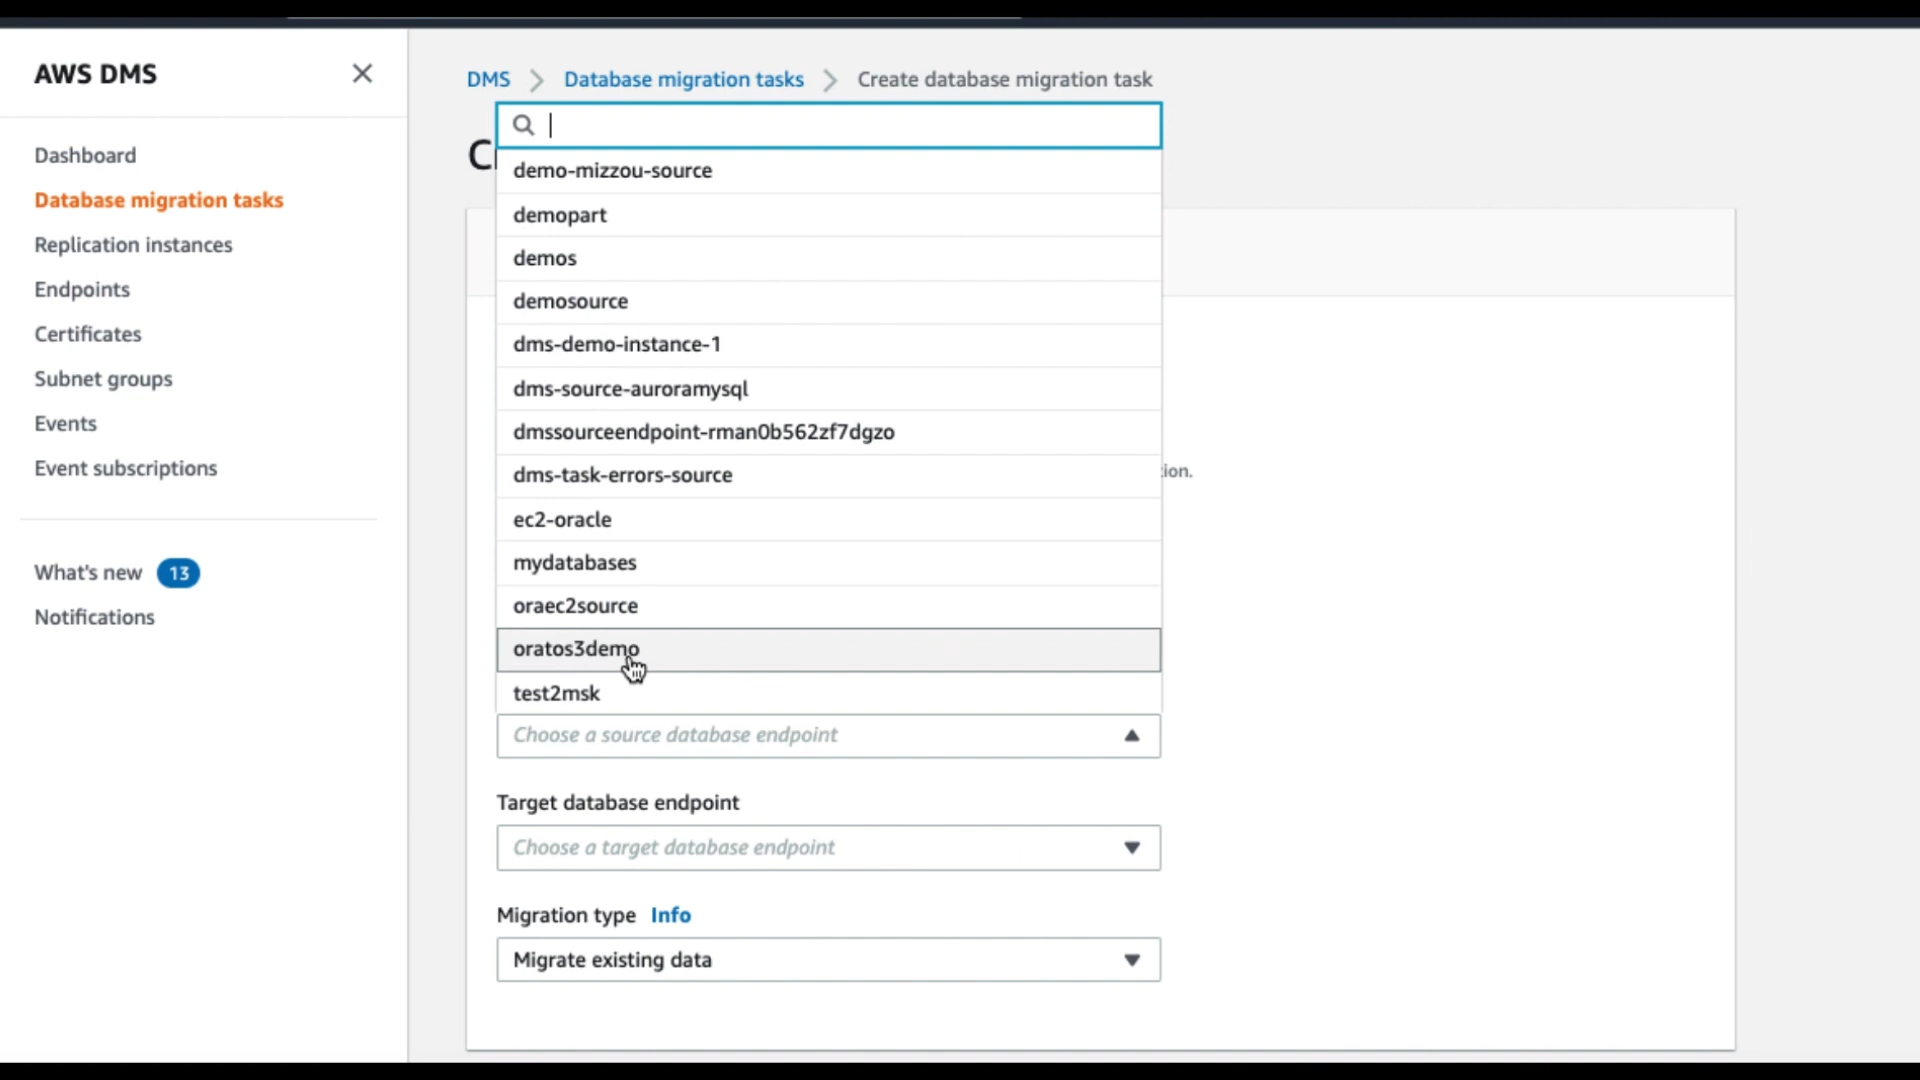 AWS DMS
Dashboard
Database migration tasks
Replication instances
Endpoints
Certificates
Subnet groups
Events
Event subscriptions
What's new 13
Notifications
DMS > Database migration tasks > Create database migration task
demo-mizzou-source
demopart
demos
demosource
dms-demo-instance-1
dms-source-auroramysql
dmssourceendpoint-rman0b562zf7dgzo
dms-task-errors-source
ion.
ec2-oracle
mydatabases
oraec2source
oratos3demo
test2msk
Choose a source database endpoint
Target database endpoint
Choose a target database endpoint
Migration type Info
Migrate existing data